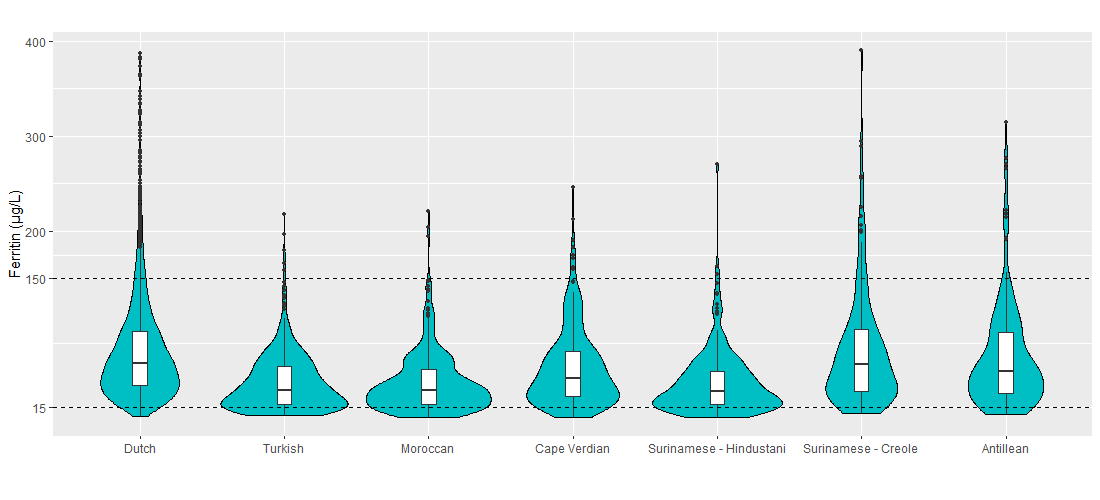 Ferritin (µg/L)
400
300
200
150
15
Dutch
Turkish
Moroccan
Cape Verdian
Surinamese - Hindustani
Surinamese - Creole
Antillean